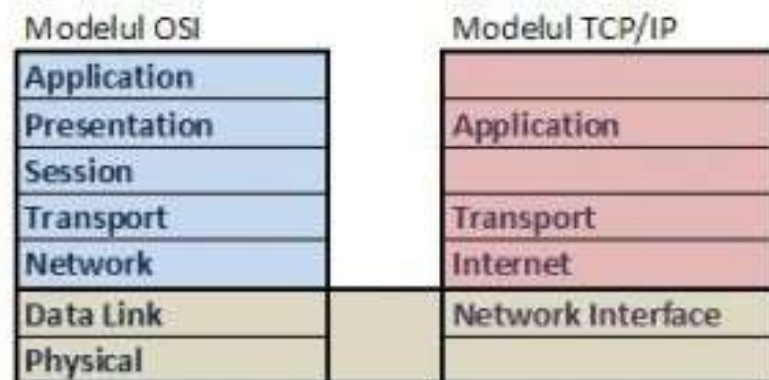 Modelul OSI
Application
Presentation
Session
Transport
Network
Data Link
Physical
Modelul TCP/IP
Application
Transport
Internet
Network Interface